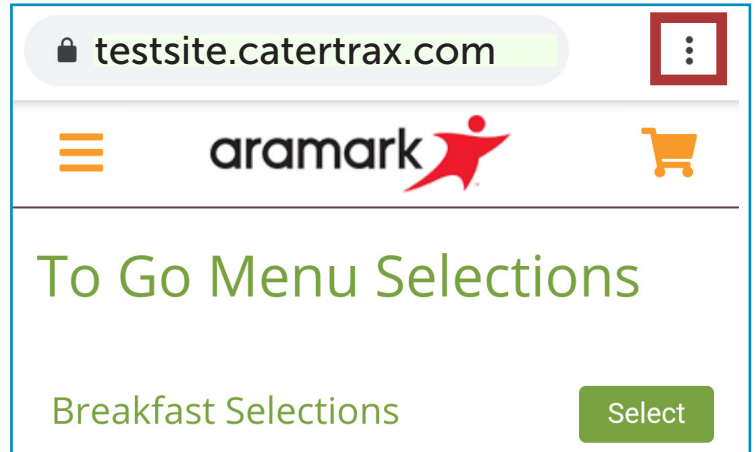 testsite.catertrax.com
aramark
To Go Menu Selections
Breakfast Selections
Select